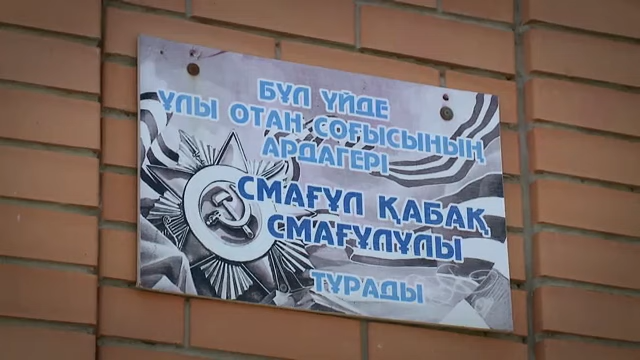 БҰЛ ҮЙДЕ
ҰЛЫ ОТАН СОҒЫСЫНЫҢ
АРДАГЕРІ
СМАҒҰЛ ҚАБАҚ
СМАҒҰЛҰЛЫ
ТҰРАДЫ